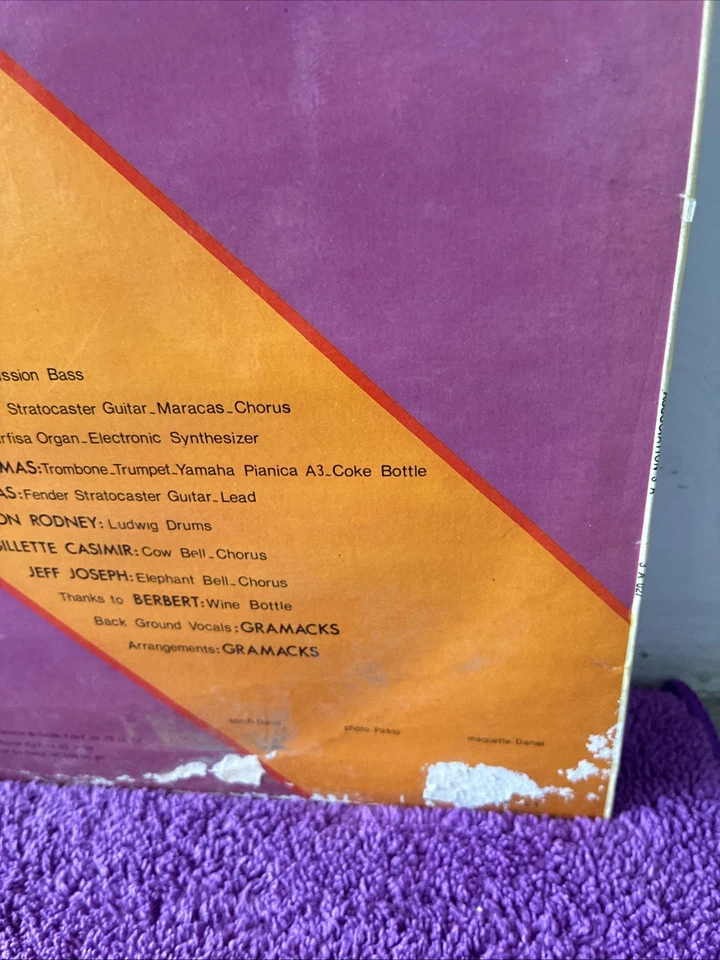 ssion Bass
Stratocaster Guitar_Maracas_Chorus
rfisa Organ_Electronic Synthesizer
MAS:Trombone_Trumpet_Yamaha Pianica A3_Coke Bottle
AS:Fender Stratocaster Guitar_Lead
ON RODNEY: Ludwig Drums
GILLETTE CASIMIR: Cow Bell_Chorus
JEFF JOSEPH: Elephant Bell_Chorus
Thanks to BERBERT: Wine Bottle
Back Ground Vocals: GRAMACKS
Arrangements: GRAMACKS
photo. Pablo
maquette. Daniel